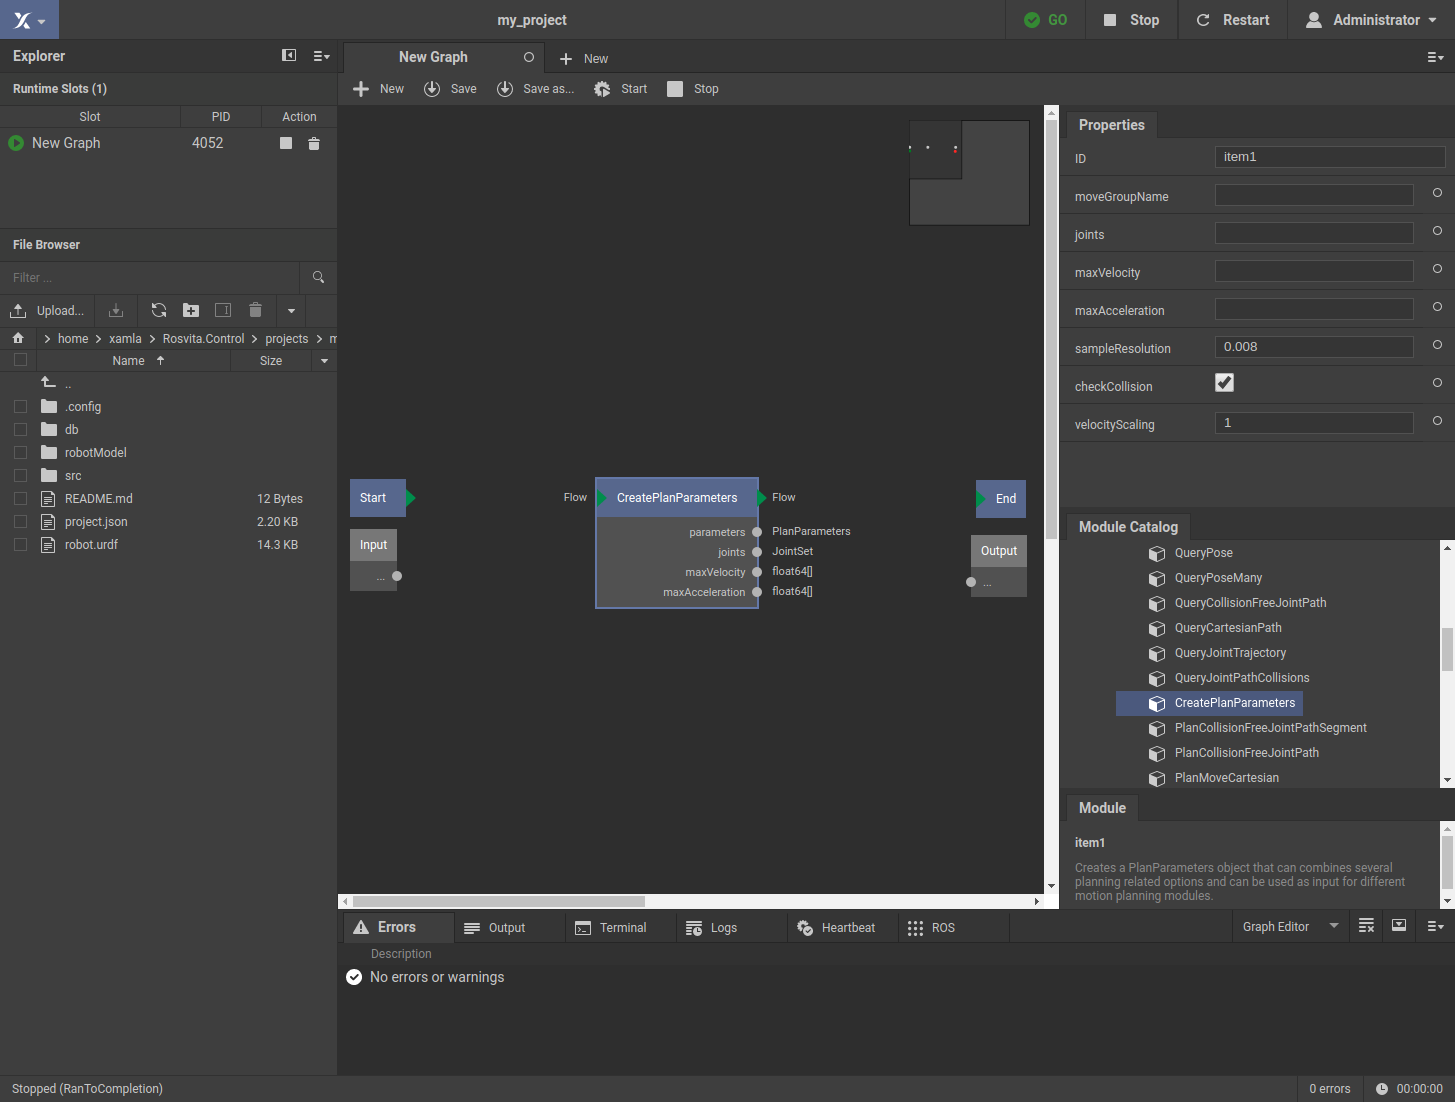 my_project
GO
Stop
Restart
Administrator
Explorer
Runtime Slots (1)
Slot PID Action
New Graph 4052
File Browser
Filter ...
Upload...
home xamla Rosvita.Control projects m
Name Size
..
.config
db
robotModel
src
README.md 12 Bytes
project.json 2.20 KB
robot.urdf 14.3 KB
New Graph
New
New Save Save as... Start Stop
Start
Input
...
Flow CreatePlanParameters Flow
parameters PlanParameters
joints JointSet
maxVelocity float64[]
maxAcceleration float64[]
End
Output
...
Properties
ID item1
moveGroupName
joints
maxVelocity
maxAcceleration
sampleResolution 0.008
checkCollision
velocityScaling 1
Module Catalog
QueryPose
QueryPoseMany
QueryCollisionFreeJointPath
QueryCartesianPath
QueryJointTrajectory
QueryJointPathCollisions
CreatePlanParameters
PlanCollisionFreeJointPathSegment
PlanCollisionFreeJointPath
PlanMoveCartesian
Module
item1
Creates a PlanParameters object that can combines several
planning related options and can be used as input for different
motion planning modules.
Errors Output Terminal Logs Heartbeat ROS Graph Editor
Description
No errors or warnings
Stopped (RanToCompletion) 0 errors 00:00:00